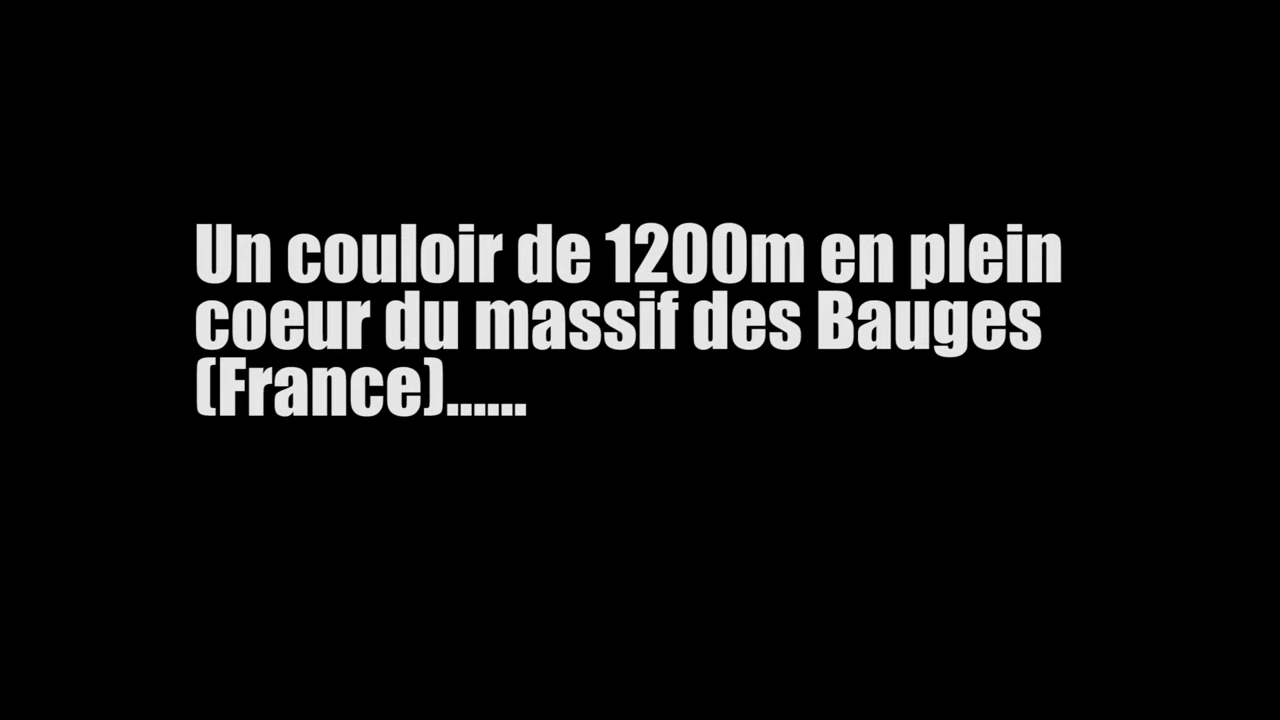 Un couloir de 1200m en plein
coeur du massif des Bauges
(France)......